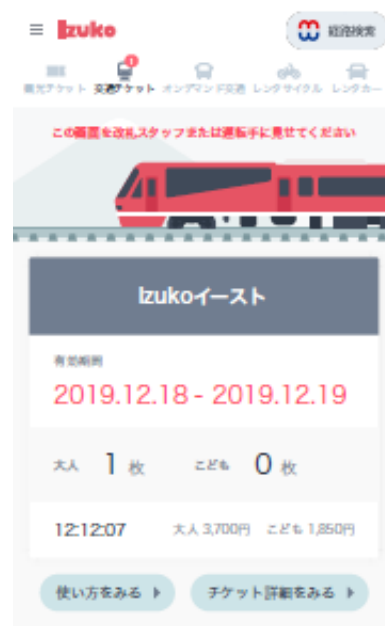 Izuko
経路検索
1
観光チケット 交通チケット オンデマンド交通 レンタサイクル レンタカー
この画面を改札スタッフまたは運転手に見せてください
Izukoイースト
有効期間
2019.12.18 - 2019.12.19
大人 1 枚 こども 0 枚
12:12:07 大人 3,700円 こども 1,850円
使い方をみる チケット詳細をみる